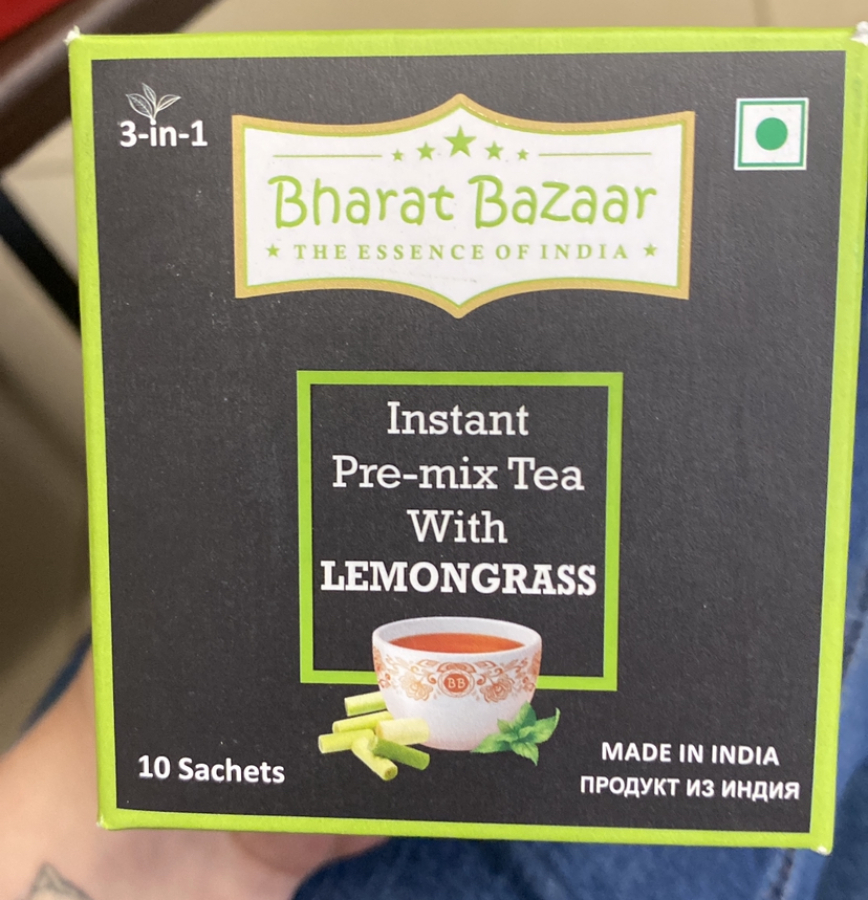 3-in-1
Bharat Bazaar
★ THE ESSENCE OF INDIA ★
Instant
Pre-mix Tea
With
LEMONGRASS
BB
10 Sachets
MADE IN INDIA
ПРОДУКТ ИЗ ИНДИЯ